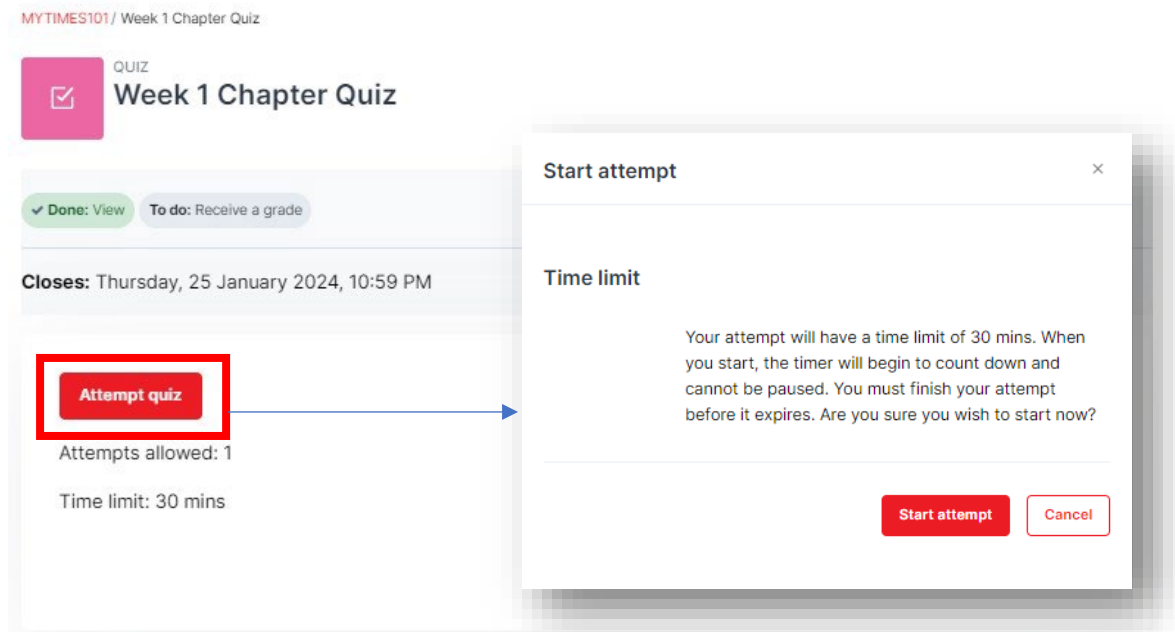 MYTIMES101 / Week 1 Chapter Quiz
QUIZ
Week 1 Chapter Quiz
Done: View To do: Receive a grade
Closes: Thursday, 25 January 2024, 10:59 PM
Attempt quiz
Attempts allowed: 1
Time limit: 30 mins
Start attempt
Time limit
Your attempt will have a time limit of 30 mins. When
you start, the timer will begin to count down and
cannot be paused. You must finish your attempt
before it expires. Are you sure you wish to start now?
Start attempt Cancel